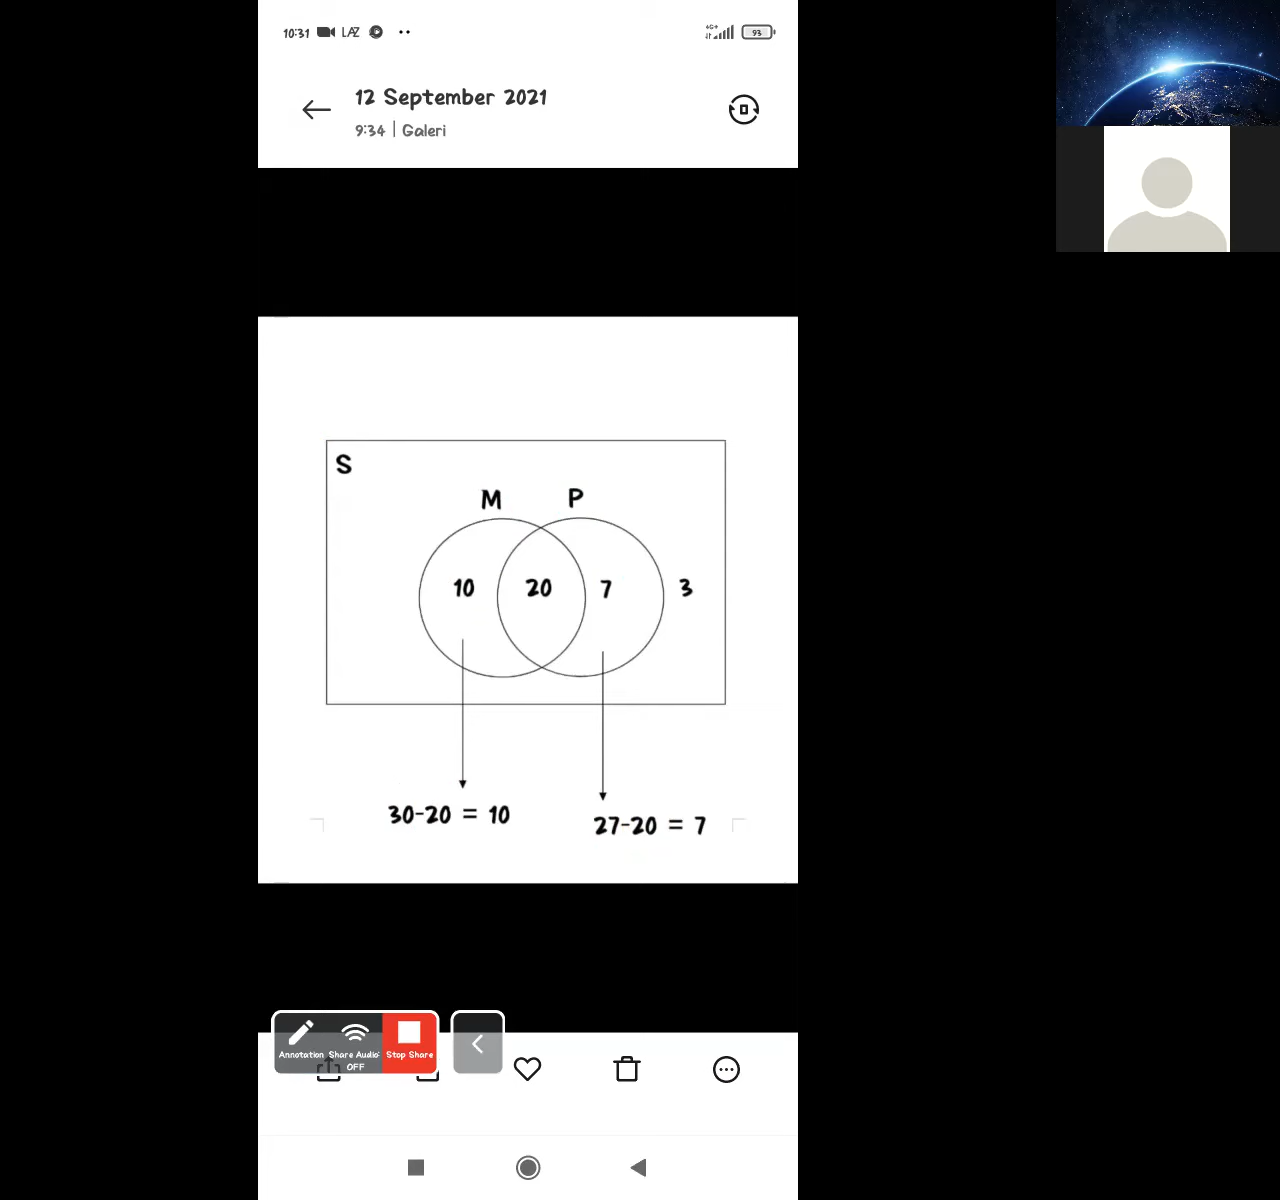 10:31 LAZ
4G+
93
12 September 2021
9:34 | Galeri
S
M P
10 20 7 3
30-20 = 10
27-20 = 7
Annotation Share Audio: OFF Stop Share